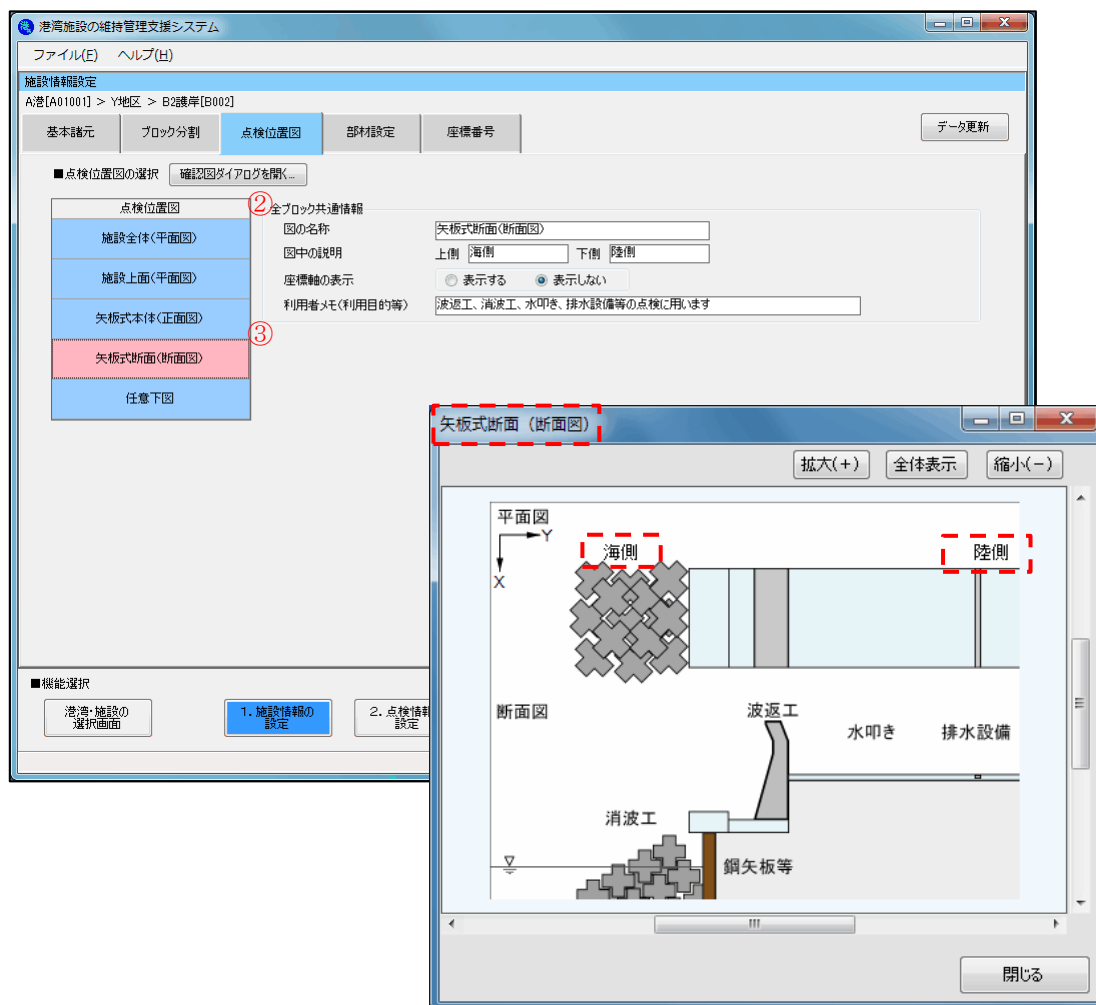 港湾施設の維持管理支援システム
ファイル(F) ヘルプ(H)
施設情報設定
A港[A01001] > Y地区 > B2護岸[B002]
基本諸元 ブロック分割 点検位置図 部材設定 座標番号 データ更新
■点検位置図の選択 確認図ダイアログを開く...
点検位置図
施設全体(平面図)
施設上面(平面図)
矢板式本体(正面図)
矢板式断面(断面図)
任意下図
②
③
全ブロック共通情報
図の名称 矢板式断面(断面図)
図中の説明 上側 海側 下側 陸側
座標軸の表示 表示する 表示しない
利用者メモ(利用目的等) 波返工、消波工、水叩き、排水設備等の点検に用います
■機能選択
港湾・施設の
選択画面
1.施設情報の
設定
2.点検情報
設定
矢板式断面(断面図)
拡大(+) 全体表示 縮小(-)
平面図
Y
X
海側 陸側
断面図 波返工
水叩き 排水設備
消波工
鋼矢板等
閉じる